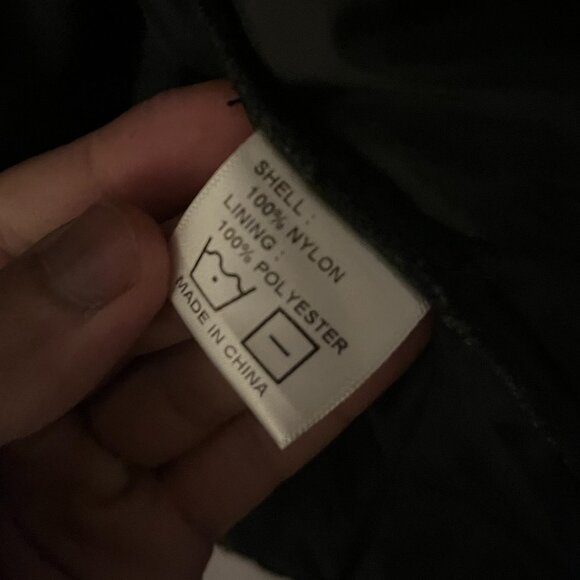 SHELL :
100% NYLON
LINING :
100% POLYESTER
MADE IN CHINA